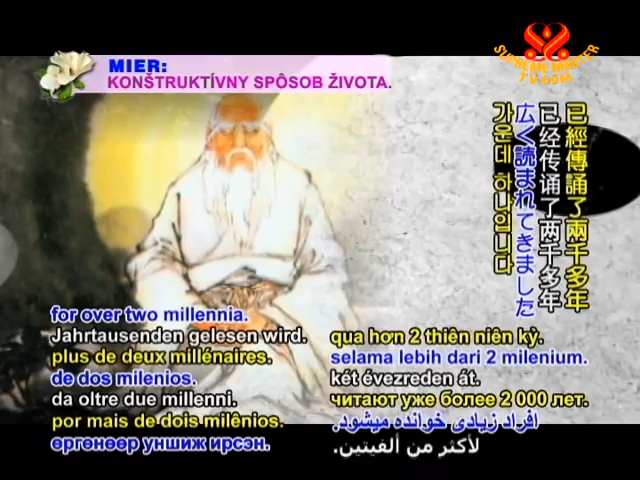 SUPREME MASTER
TV.COM
MIER:
KONŠTRUKTÍVNY SPÔSOB ŽIVOTA.
已經傳誦了兩千多年
已经传诵了两千多年
広く読まれてきました
가운데 하나입니다
for over two millennia.
Jahrtausenden gelesen wird.
plus de deux millénaires.
de dos milenios.
da oltre due millenni.
por mais de dois milênios.
өргөнөөр уншиж ирсэн.
qua hơn 2 thiên niên kỷ.
selama lebih dari 2 milenium.
két évezreden át.
читают уже более 2 000 лет.
افراد زیادی خوانده میشود.
لأكثر من ألفيتين.